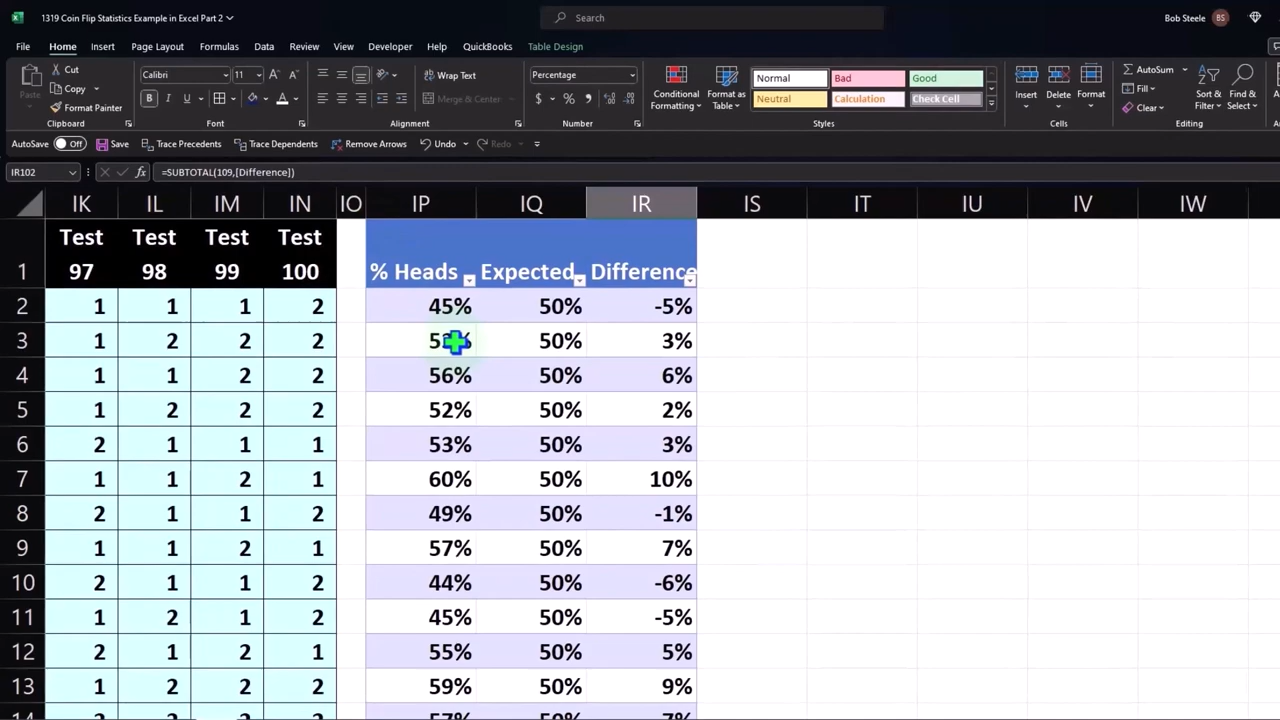 1319 Coin Flip Statistics Example in Excel Part 2
Search
Bob Steele BS
File Home Insert Page Layout Formulas Data Review View Developer Help QuickBooks Table Design
Paste
Cut
Copy
Format Painter
Clipboard
Calibri 11
B I U
Font
Wrap Text
Merge & Center
Alignment
Percentage
$ % ,
Number
Conditional Formatting
Format as Table
Normal Bad Good
Neutral Calculation Check Cell
Styles
Insert Delete Format
Cells
AutoSum
Fill
Clear
Sort & Filter
Find & Select
Editing
AutoSave Off Save Trace Precedents Trace Dependents Remove Arrows Undo Redo
IR102 fx =SUBTOTAL(109,[Difference])
IK IL IM IN IO IP IQ IR IS IT IU IV IW
Test Test Test Test
1 97 98 99 100 % Heads Expected Difference
2 1 1 1 2 45% 50% -5%
3 1 2 2 2 50% 3%
4 1 1 2 2 56% 50% 6%
5 1 2 2 2 52% 50% 2%
6 2 1 1 1 53% 50% 3%
7 1 1 2 1 60% 50% 10%
8 2 1 1 2 49% 50% -1%
9 1 1 2 1 57% 50% 7%
10 2 1 1 2 44% 50% -6%
11 1 2 1 2 45% 50% -5%
12 2 1 2 1 55% 50% 5%
13 1 2 2 2 59% 50% 9%
14 57% 50% 7%